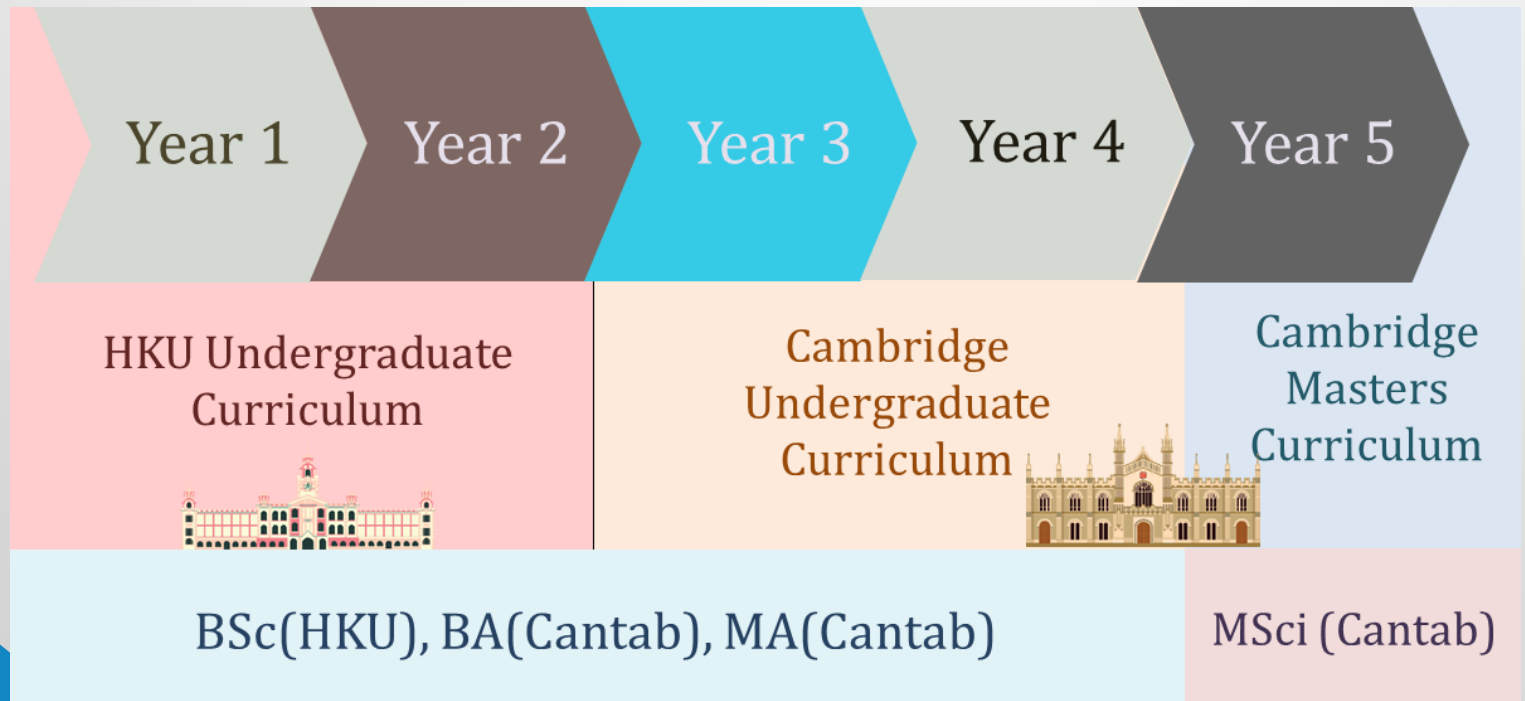 Year 1
Year 2
Year 3
Year 4
Year 5
HKU Undergraduate
Curriculum
Cambridge
Undergraduate
Curriculum
Cambridge
Masters
Curriculum
BSc(HKU), BA(Cantab), MA(Cantab)
MSci (Cantab)